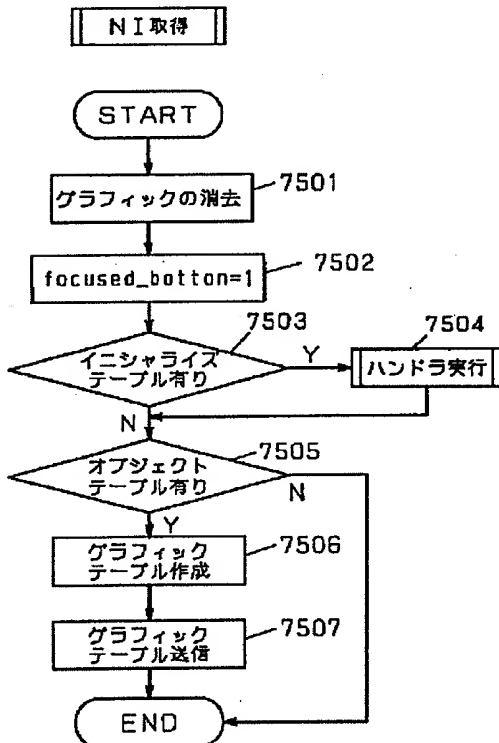 NI取得
START
グラフィックの消去
7501
focused_botton=1
7502
7503
イニシャライズ
テーブル有り
Y
7504
ハンドラ実行
N
オブジェクト
テーブル有り
7505
N
Y
グラフィック
テーブル作成
7506
グラフィック
テーブル送信
7507
END